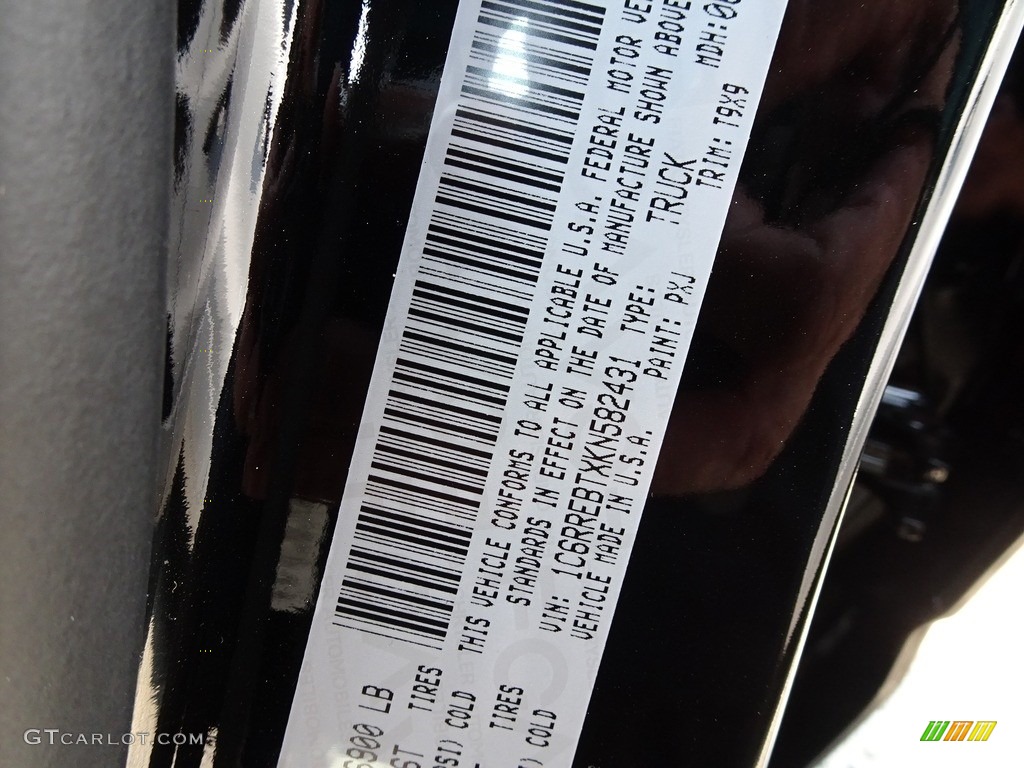 6900 LB
TIRES
COLD
TIRES
COLD
THIS VEHICLE CONFORMS TO ALL APPLICABLE U.S.A. FEDERAL MOTOR
STANDARDS IN EFFECT ON THE DATE OF MANUFACTURE SHOWN ABOVE
VIN: 1C6RREBTXKN582431 TYPE: TRUCK
VEHICLE MADE IN U.S.A. PAINT: PXJ TRIM: T9X9 MDH:
GTCARLOT.COM